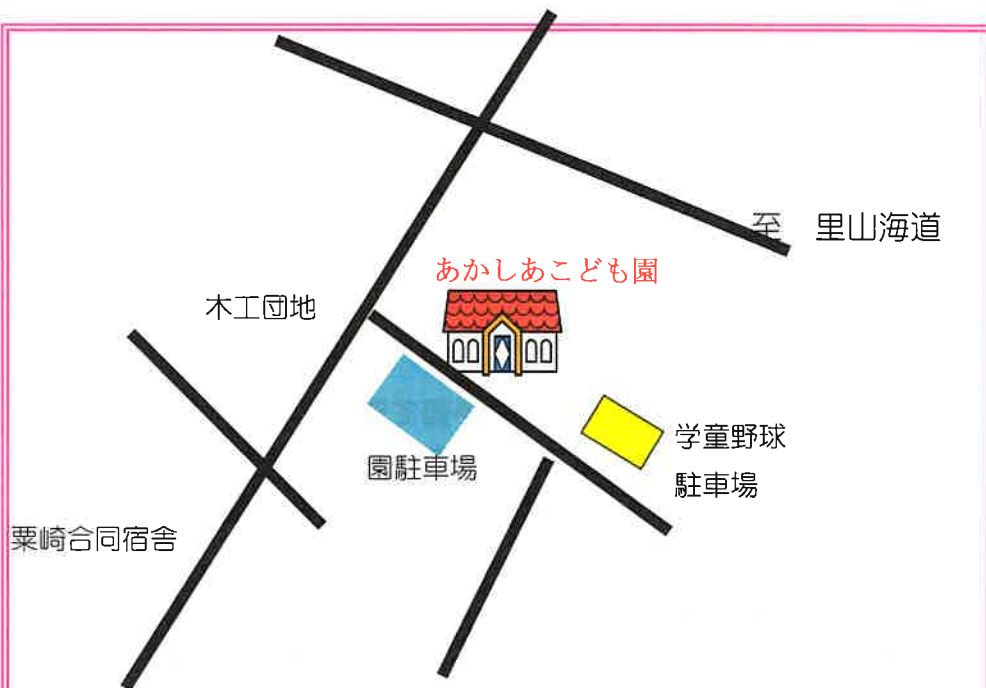 至　里山海道
あかしあこども園
木工団地
学童野球
駐車場
園駐車場
粟崎合同宿舎